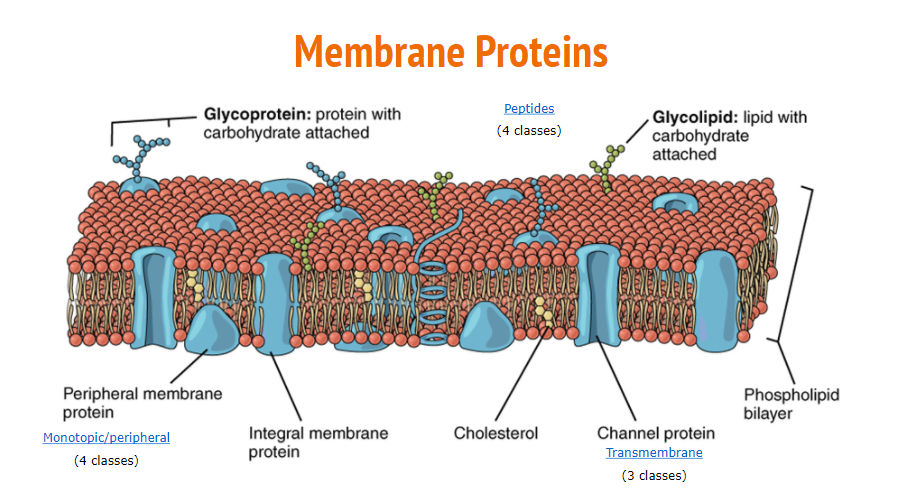 Membrane Proteins
Glycoprotein: protein with
carbohydrate attached
Peptides
(4 classes)
Glycolipid: lipid with
carbohydrate
attached
Peripheral membrane
protein
Monotopic/peripheral
(4 classes)
Integral membrane
protein
Cholesterol
Channel protein
Transmembrane
(3 classes)
Phospholipid
bilayer